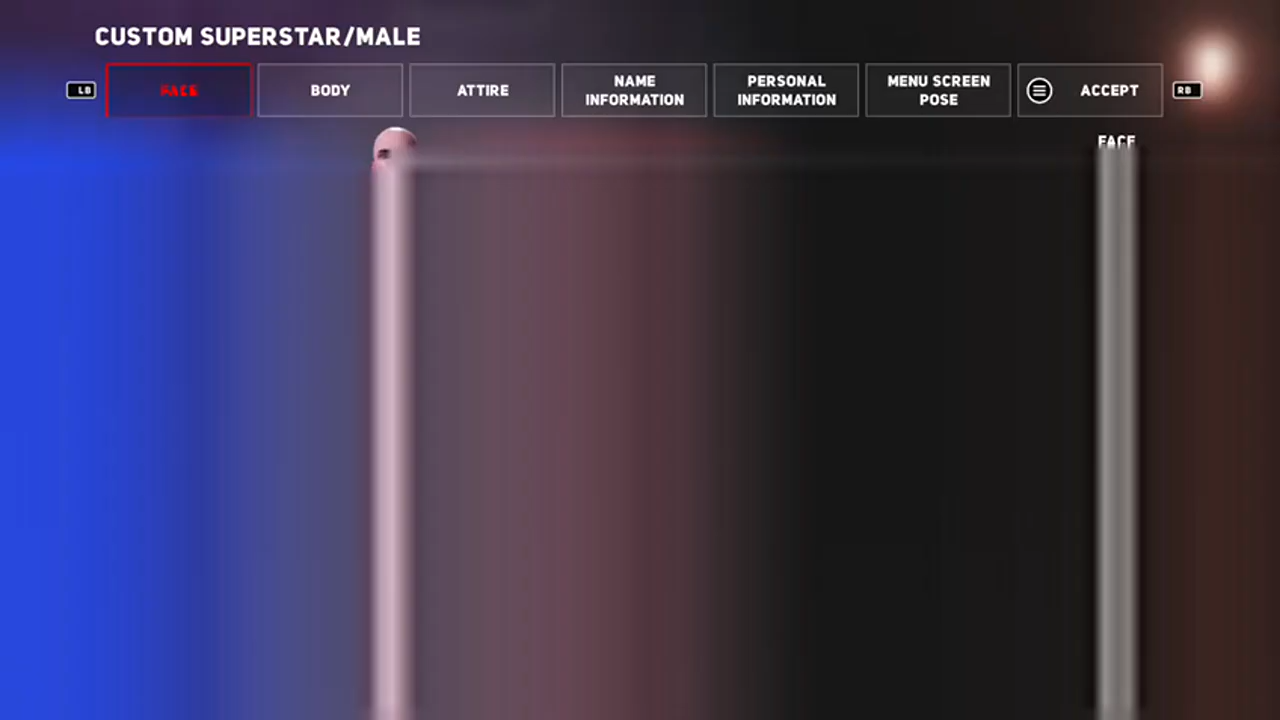 CUSTOM SUPERSTAR/MALE
LB
FACE
BODY
ATTIRE
NAME
INFORMATION
PERSONAL
INFORMATION
MENU SCREEN
POSE
ACCEPT
RB
FACE